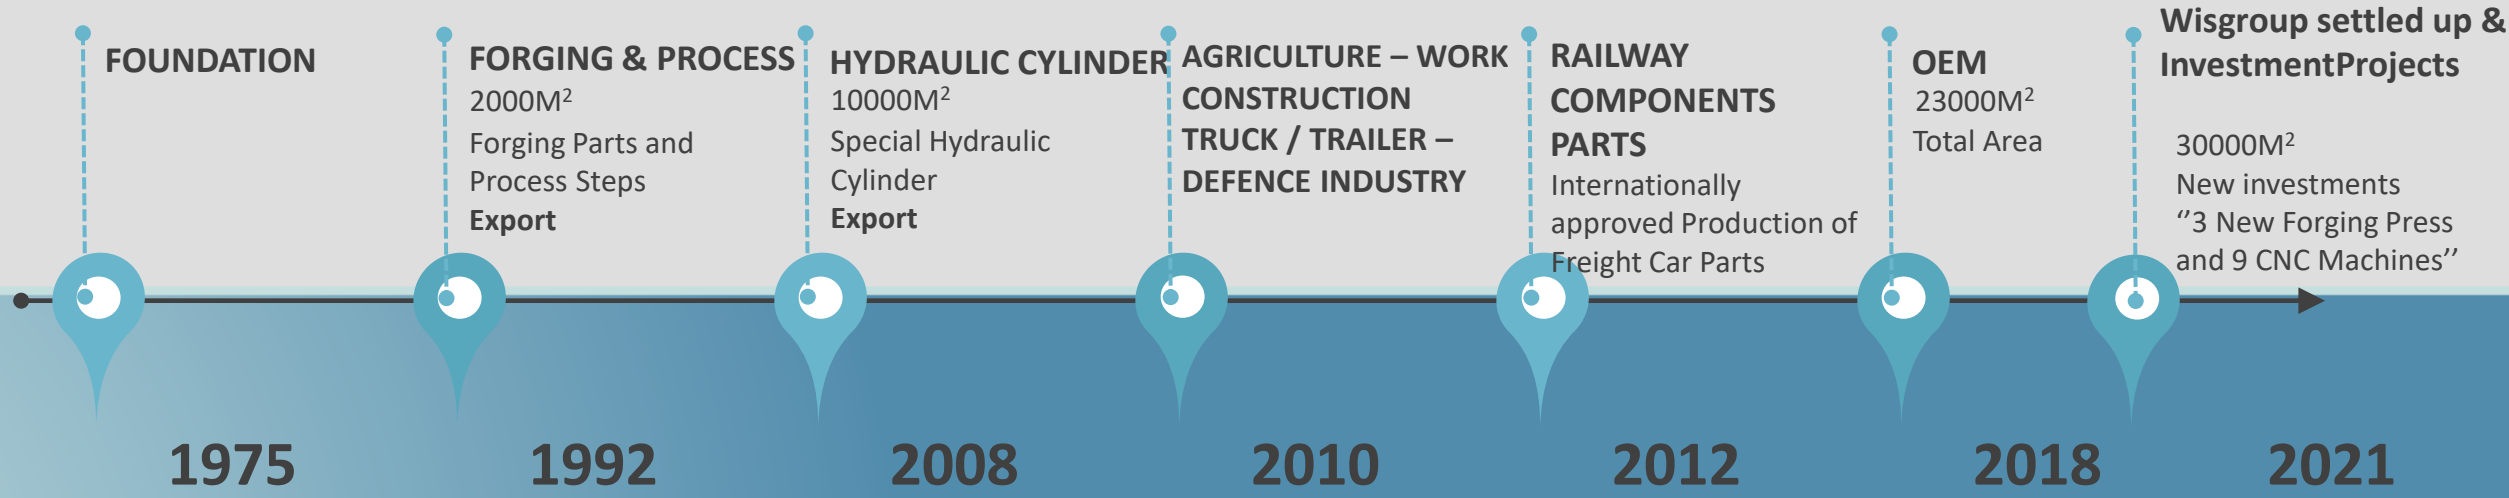 FOUNDATION
1975
FORGING & PROCESS
2000M²
Forging Parts and
Process Steps
Export
1992
HYDRAULIC CYLINDER
10000M²
Special Hydraulic
Cylinder
Export
2008
AGRICULTURE – WORK
CONSTRUCTION
TRUCK / TRAILER –
DEFENCE INDUSTRY
2010
RAILWAY
COMPONENTS
PARTS
Internationally
approved Production of
Freight Car Parts
2012
OEM
23000M²
Total Area
2018
Wisgroup settled up &
InvestmentProjects
30000M²
New investments
‘’3 New Forging Press
and 9 CNC Machines’’
2021